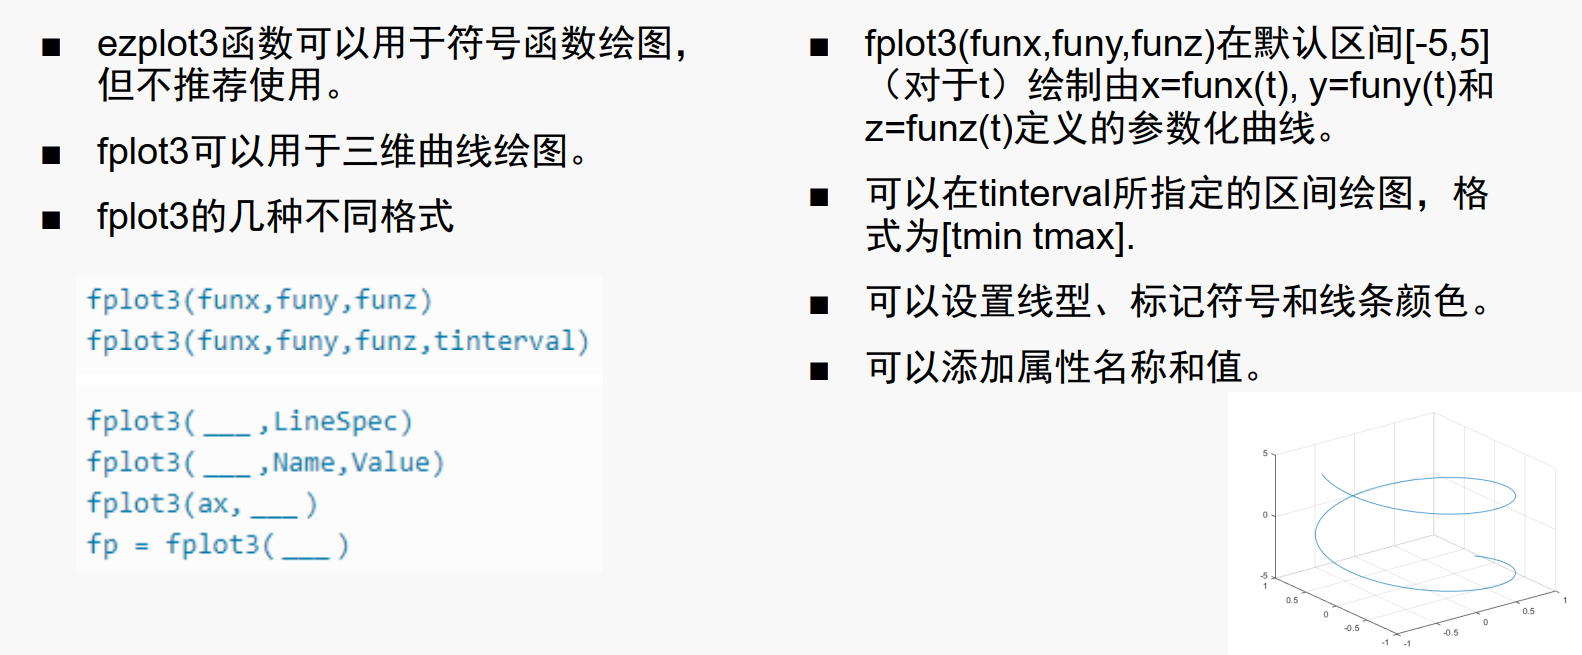 ■ ezplot3函数可以用于符号函数绘图，
但不推荐使用。
■ fplot3可以用于三维曲线绘图。
■ fplot3的几种不同格式
fplot3(funx,funy,funz)
fplot3(funx,funy,funz,tinterval)
fplot3(___,LineSpec)
fplot3(___,Name,Value)
fplot3(ax,___)
fp = fplot3(___)
■ fplot3(funx,funy,funz)在默认区间[-5,5]
（对于t）绘制由x=funx(t), y=funy(t)和
z=funz(t)定义的参数化曲线。
■ 可以在tinterval所指定的区间绘图，格
式为[tmin tmax].
■ 可以设置线型、标记符号和线条颜色。
■ 可以添加属性名称和值。
5
0
-5
1
0.5
0
-0.5
-1
-1
-0.5
0
0.5
1